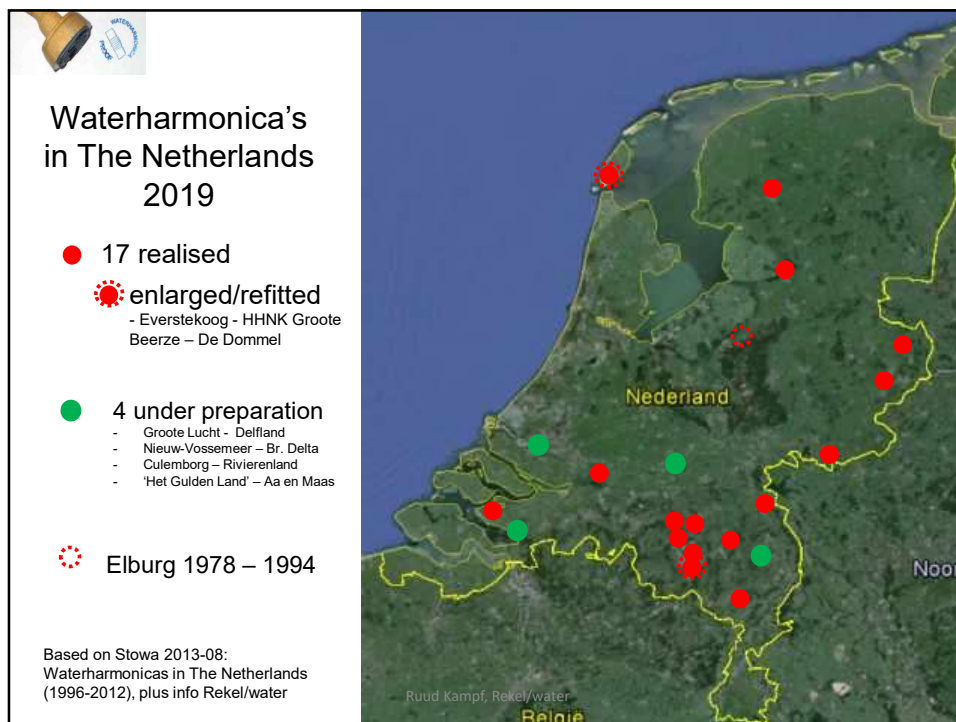 WATERHARMONICA
Waterharmonica's
in The Netherlands
2019
17 realised
enlarged/refitted
- Everstekoog - HHNK Groote
Beerze – De Dommel
4 under preparation
- Groote Lucht - Delfland
- Nieuw-Vossemeer – Br. Delta
- Culemborg – Rivierenland
- 'Het Gulden Land' – Aa en Maas
Elburg 1978 – 1994
Based on Stowa 2013-08:
Waterharmonicas in The Netherlands
(1996-2012), plus info Rekel/water
Nederland
Noor
Ruud Kampf, Rekel/water
België